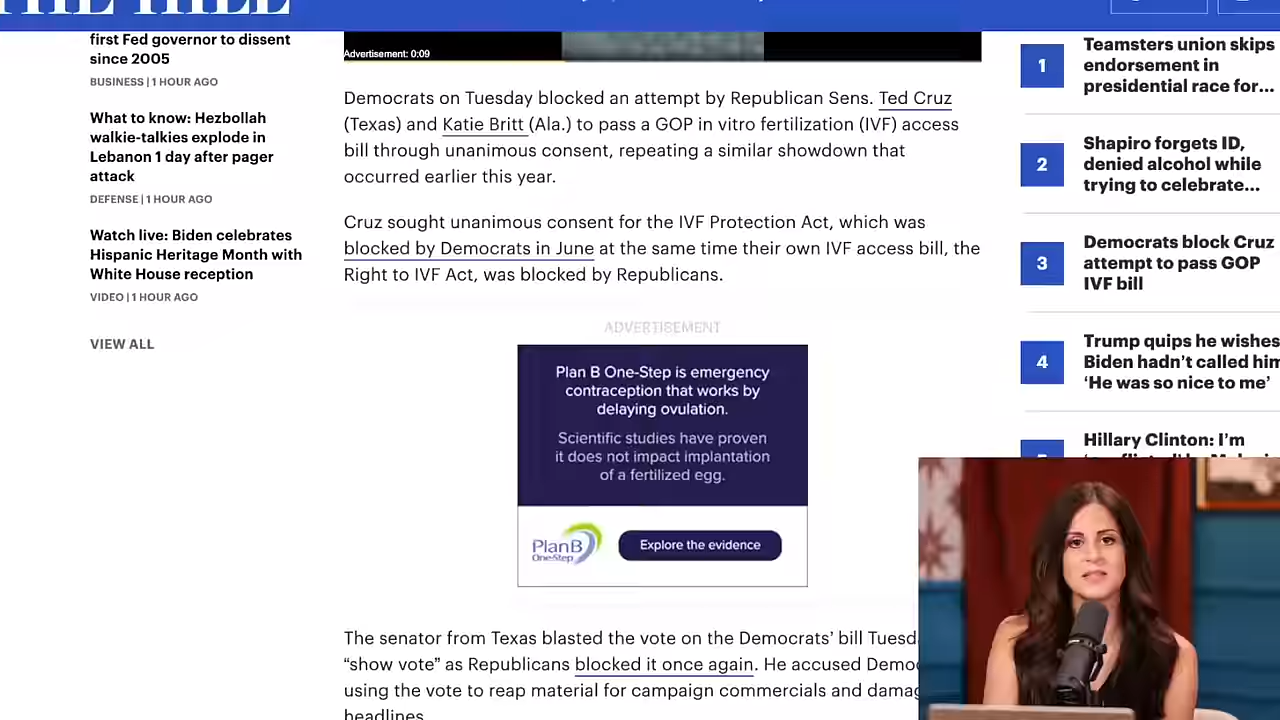 THE HILL
first Fed governor to dissent
since 2005
BUSINESS | 1 HOUR AGO
What to know: Hezbollah
walkie-talkies explode in
Lebanon 1 day after pager
attack
DEFENSE | 1 HOUR AGO
Watch live: Biden celebrates
Hispanic Heritage Month with
White House reception
VIDEO | 1 HOUR AGO
VIEW ALL
Advertisement: 0:09
Democrats on Tuesday blocked an attempt by Republican Sens. Ted Cruz
(Texas) and Katie Britt (Ala.) to pass a GOP in vitro fertilization (IVF) access
bill through unanimous consent, repeating a similar showdown that
occurred earlier this year.
Cruz sought unanimous consent for the IVF Protection Act, which was
blocked by Democrats in June at the same time their own IVF access bill, the
Right to IVF Act, was blocked by Republicans.
ADVERTISEMENT
Plan B One-Step is emergency
contraception that works by
delaying ovulation.
Scientific studies have proven
it does not impact implantation
of a fertilized egg.
PlanB
One-Step
Explore the evidence
The senator from Texas blasted the vote on the Democrats’ bill Tuesd
“show vote” as Republicans blocked it once again. He accused Demo
using the vote to reap material for campaign commercials and damag
headlines.
1
Teamsters union skips
endorsement in
presidential race for...
2
Shapiro forgets ID,
denied alcohol while
trying to celebrate...
3
Democrats block Cruz
attempt to pass GOP
IVF bill
4
Trump quips he wishes
Biden hadn’t called him
‘He was so nice to me’
Hillary Clinton: I’m